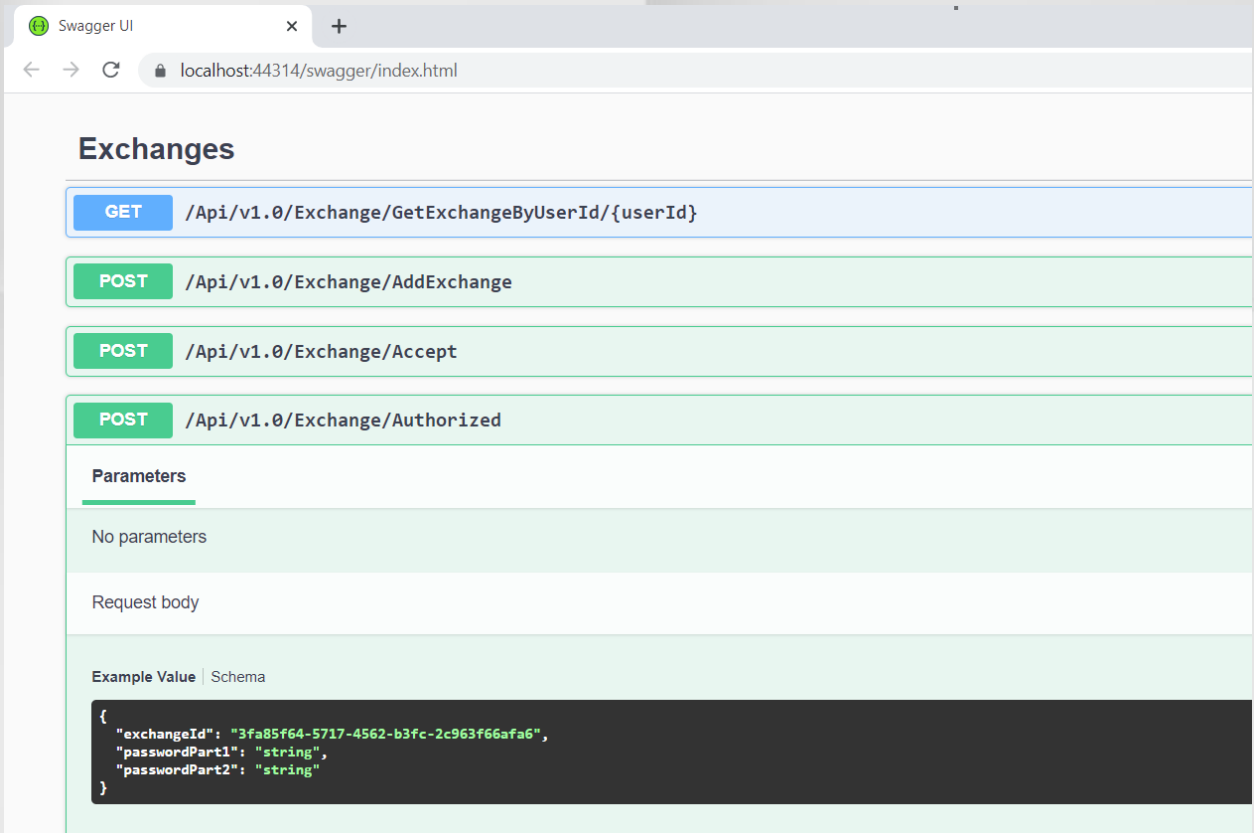 Swagger UI
localhost:44314/swagger/index.html
Exchanges
GET /Api/v1.0/Exchange/GetExchangeByUserId/{userId}
POST /Api/v1.0/Exchange/AddExchange
POST /Api/v1.0/Exchange/Accept
POST /Api/v1.0/Exchange/Authorized
Parameters
No parameters
Request body
Example Value Schema
{
"exchangeId": "3fa85f64-5717-4562-b3fc-2c963f66afa6",
"passwordPart1": "string",
"passwordPart2": "string"
}